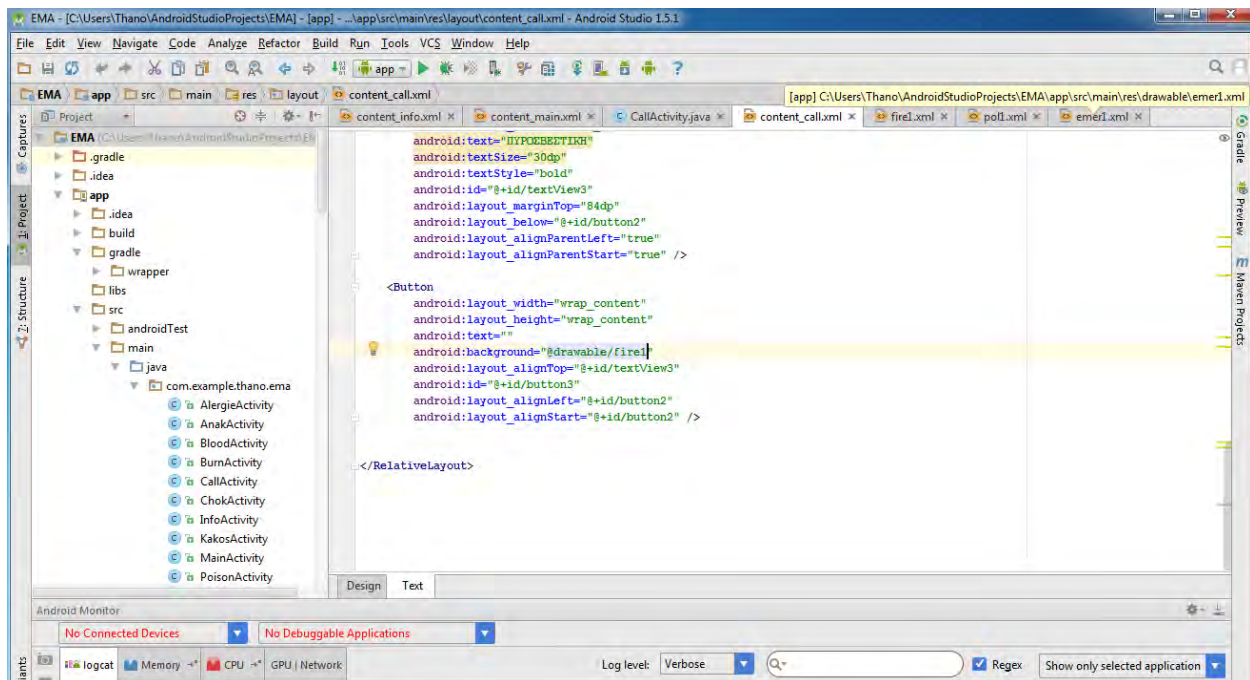 EMA - [C:\Users\Thano\AndroidStudioProjects\EMA] - [app] - ...\app\src\main\res\layout\content_call.xml - Android Studio 1.5.1
File Edit View Navigate Code Analyze Refactor Build Run Tools VCS Window Help
app
EMA app src main res layout content_call.xml
[app] C:\Users\Thano\AndroidStudioProjects\EMA\app\src\main\res\drawable\emer1.xml
Project
content_info.xml content_main.xml CallActivity.java content_call.xml fire1.xml pol1.xml emer1.xml
Captures
1: Project
2: Structure
EMA (C:\Users\Thano\AndroidStudioProjects\EM
.gradle
.idea
app
.idea
build
gradle
wrapper
libs
src
androidTest
main
java
com.example.thano.ema
AlergieActivity
AnakActivity
BloodActivity
BurnActivity
CallActivity
ChokActivity
InfoActivity
KakosActivity
MainActivity
PoisonActivity
android:text="ΠΥΡΟΣΒΕΣΤΙΚΗ"
android:textSize="30dp"
android:textStyle="bold"
android:id="@+id/textView3"
android:layout_marginTop="84dp"
android:layout_below="@+id/button2"
android:layout_alignParentLeft="true"
android:layout_alignParentStart="true" />
<Button
android:layout_width="wrap_content"
android:layout_height="wrap_content"
android:text=""
android:background="@drawable/fire1"
android:layout_alignTop="@+id/textView3"
android:id="@+id/button3"
android:layout_alignLeft="@+id/button2"
android:layout_alignStart="@+id/button2" />
</RelativeLayout>
Gradle
Preview
m Maven Projects
Design Text
Android Monitor
No Connected Devices No Debuggable Applications
logcat Memory CPU GPU | Network Log level: Verbose Regex Show only selected application